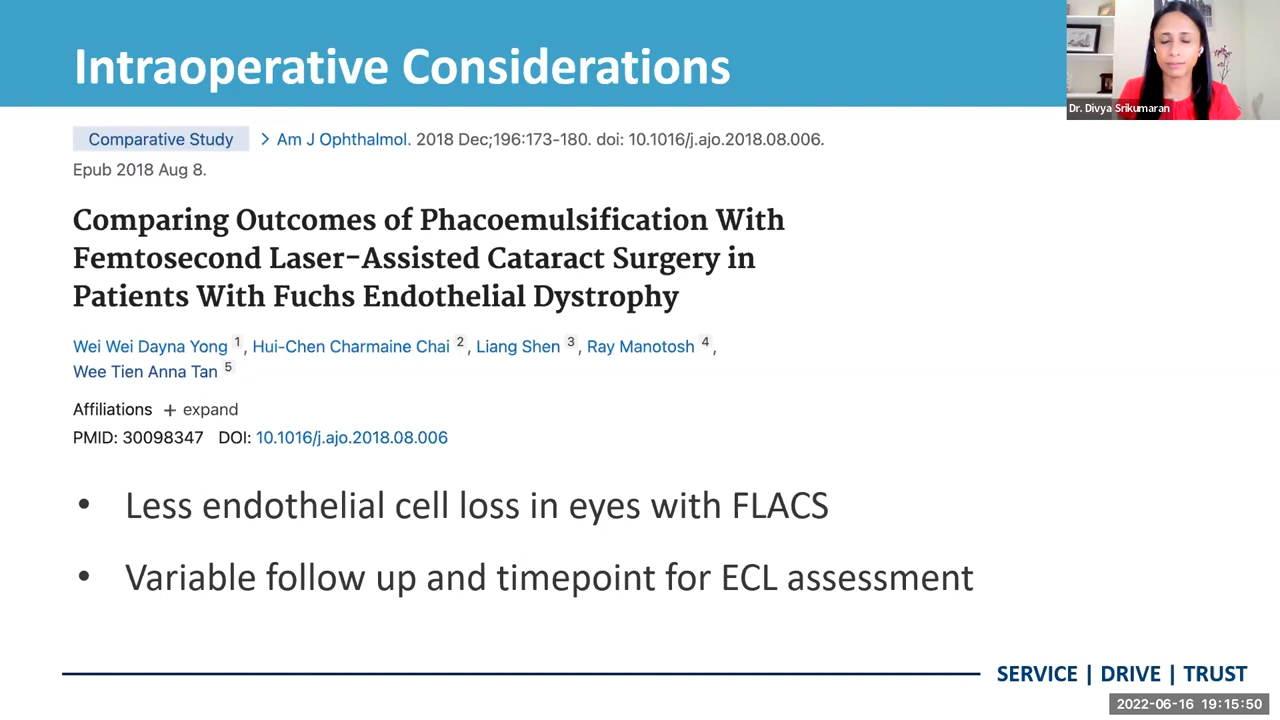 Intraoperative Considerations
Dr. Divya Srikumaran
Comparative Study > Am J Ophthalmol. 2018 Dec;196:173-180. doi: 10.1016/j.ajo.2018.08.006.
Epub 2018 Aug 8.
Comparing Outcomes of Phacoemulsification With
Femtosecond Laser-Assisted Cataract Surgery in
Patients With Fuchs Endothelial Dystrophy
Wei Wei Dayna Yong 1, Hui-Chen Charmaine Chai 2, Liang Shen 3, Ray Manotosh 4,
Wee Tien Anna Tan 5
Affiliations + expand
PMID: 30098347 DOI: 10.1016/j.ajo.2018.08.006
• Less endothelial cell loss in eyes with FLACS
• Variable follow up and timepoint for ECL assessment
SERVICE | DRIVE | TRUST
2022-06-16 19:15:50